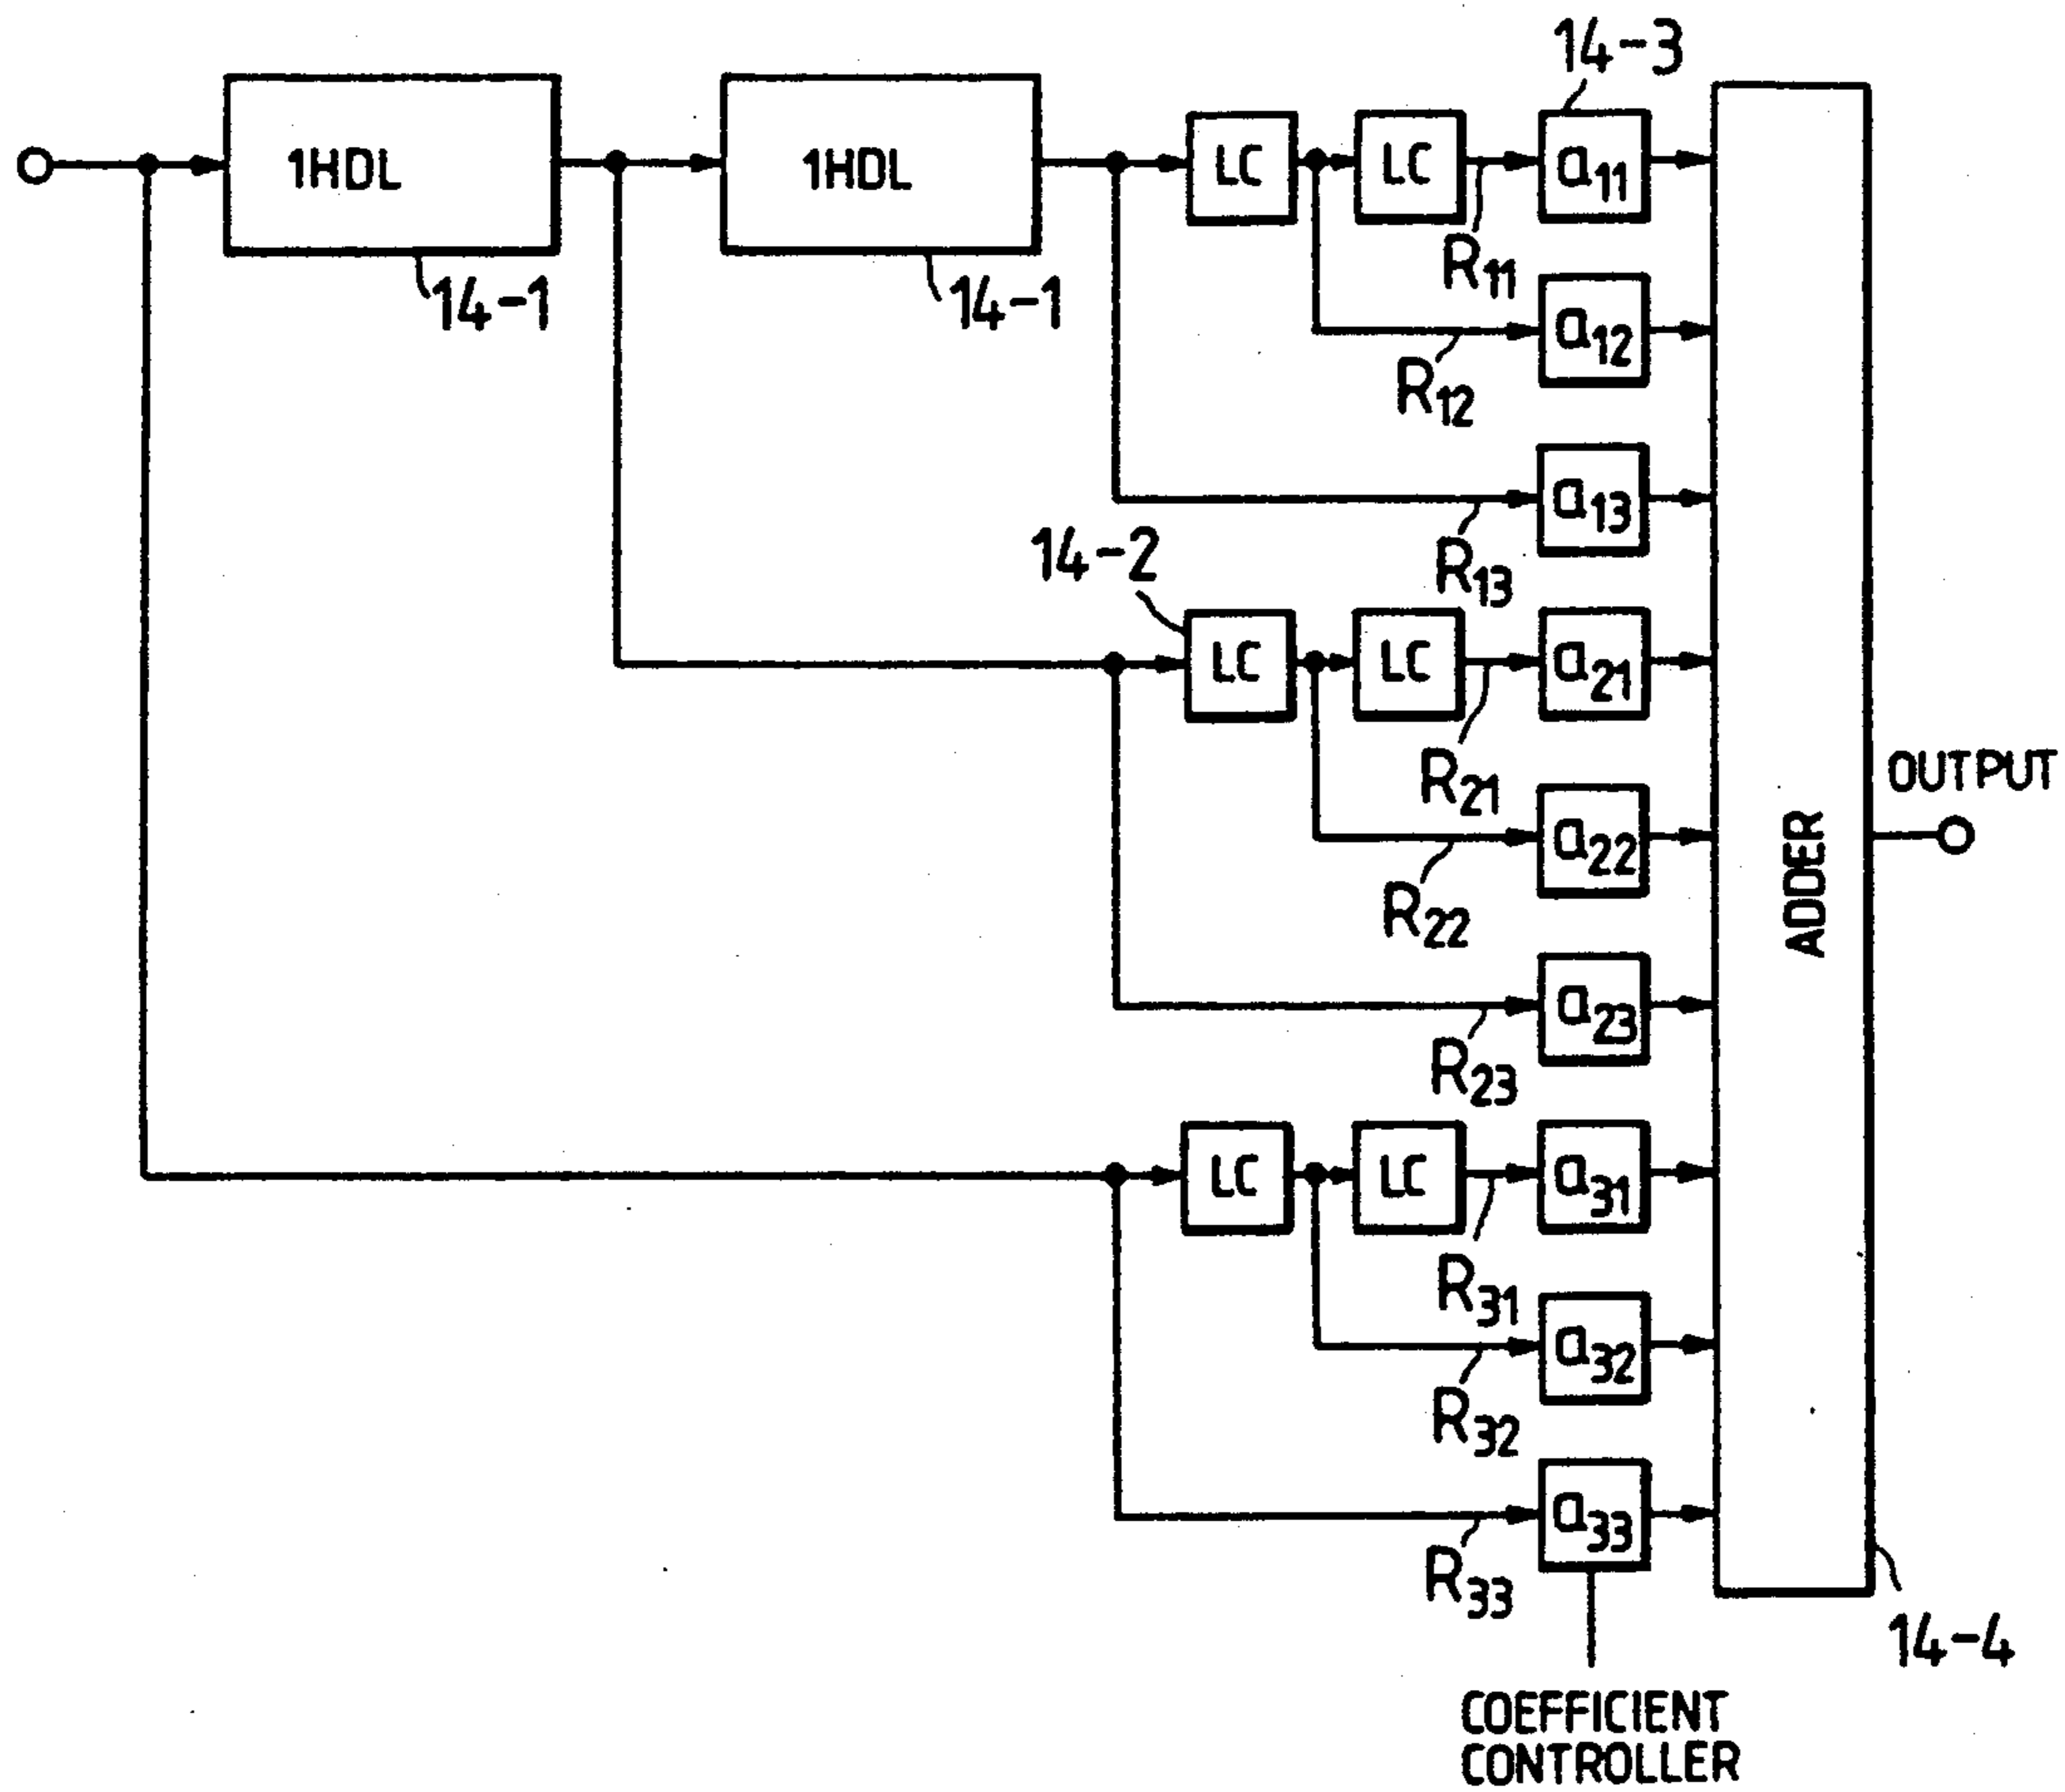 14-3
1HDL
1HDL
LC
LC
a11
R11
14-1
14-1
a12
R12
a13
R13
14-2
LC
LC
a21
R21
OUTPUT
a22
R22
ADDER
a23
R23
LC
LC
a31
R31
a32
R32
a33
R33
14-4
COEFFICIENT
CONTROLLER